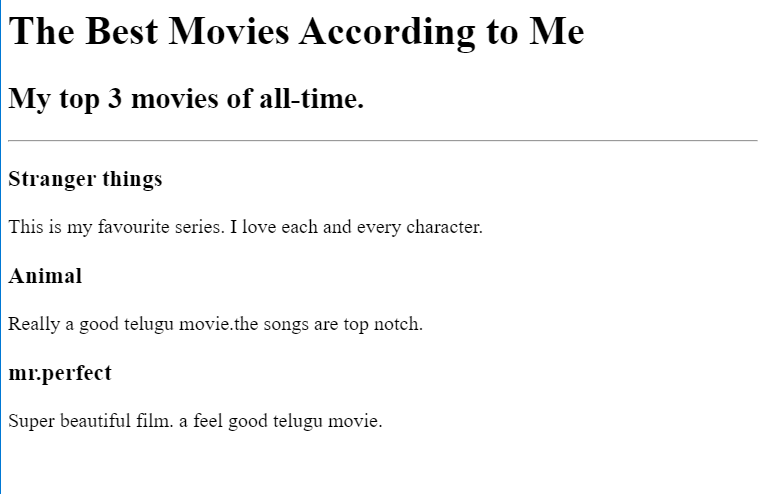 The Best Movies According to Me
My top 3 movies of all-time.
Stranger things
This is my favourite series. I love each and every character.
Animal
Really a good telugu movie.the songs are top notch.
mr.perfect
Super beautiful film. a feel good telugu movie.